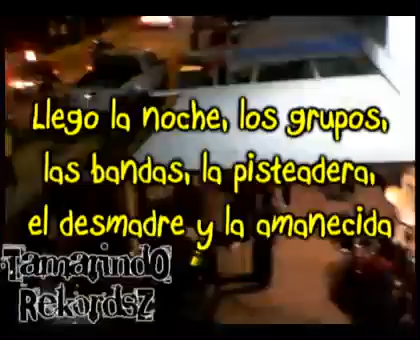 Llego la noche, los grupos,
las bandas, la pisteadera,
el desmadre y la amanecida
TamarindO
RekordsZ